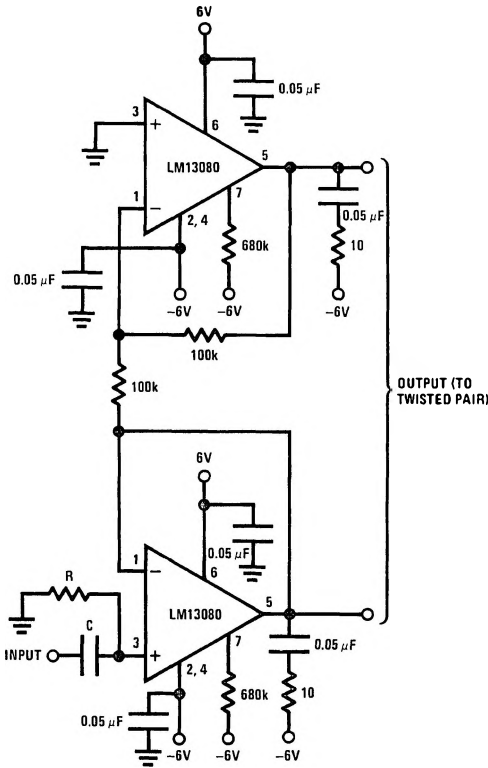 6V
0.05 μF
3
+
6
LM13080
5
1
−
7
2, 4
0.05 μF
680k
0.05 μF
10
−6V
−6V
−6V
100k
100k
OUTPUT (TO
TWISTED PAIR)
6V
0.05 μF
1
−
6
R
LM13080
5
C
INPUT
3
+
7
2, 4
0.05 μF
680k
10
0.05 μF
−6V
−6V
−6V